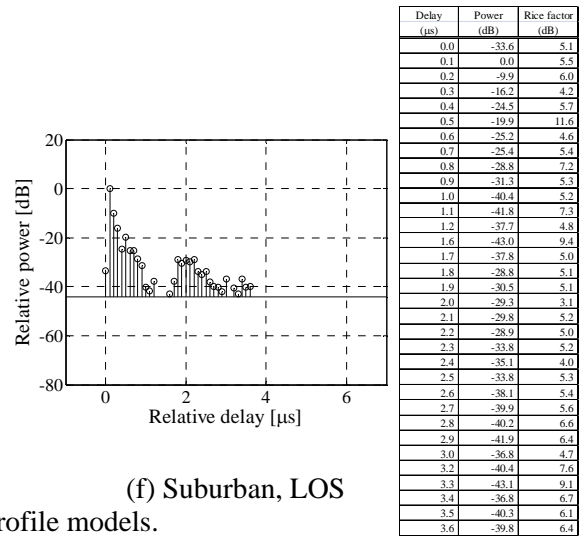 20
0
-20
-40
-60
-80
Relative power [dB]
0 2 4 6
Relative delay [μs]
(f) Suburban, LOS
rofile models.
Delay Power Rice factor
(μs) (dB) (dB)
0.0 -33.6 5.1
0.1 0.0 5.5
0.2 -9.9 6.0
0.3 -16.2 4.2
0.4 -24.5 5.7
0.5 -19.9 11.6
0.6 -25.2 4.6
0.7 -25.4 5.4
0.8 -28.8 7.2
0.9 -31.3 5.3
1.0 -40.4 5.2
1.1 -41.8 7.3
1.2 -37.7 4.8
1.6 -43.0 9.4
1.7 -37.8 5.0
1.8 -28.8 5.1
1.9 -30.5 5.1
2.0 -29.3 3.1
2.1 -29.8 5.2
2.2 -28.9 5.0
2.3 -33.8 5.2
2.4 -35.1 4.0
2.5 -33.8 5.3
2.6 -38.1 5.4
2.7 -39.9 5.6
2.8 -40.2 6.6
2.9 -41.9 6.4
3.0 -36.8 4.7
3.2 -40.4 7.6
3.3 -43.1 9.1
3.4 -36.8 6.7
3.5 -40.3 6.1
3.6 -39.8 6.4